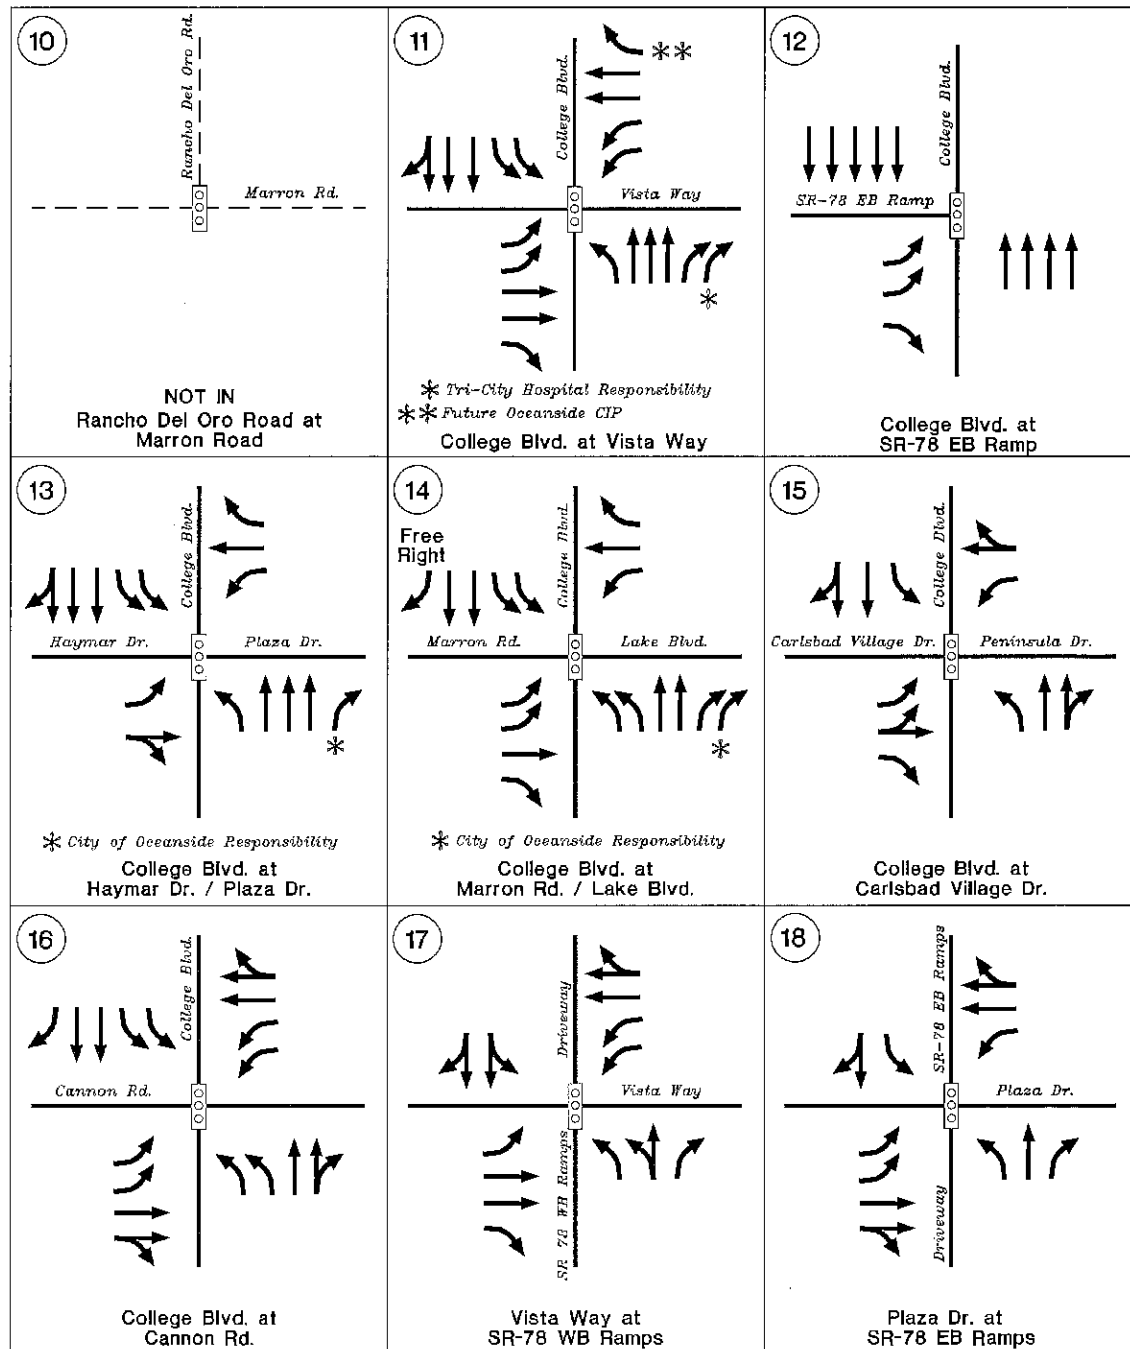 10
Rancho Del Oro Rd.
Marron Rd.
NOT IN
Rancho Del Oro Road at
Marron Road
11
College Blvd.
**
Vista Way
*
* Tri-City Hospital Responsibility
** Future Oceanside CIP
College Blvd. at Vista Way
12
College Blvd.
SR-78 EB Ramp
College Blvd. at
SR-78 EB Ramp
13
College Blvd.
Haymar Dr.
Plaza Dr.
*
* City of Oceanside Responsibility
College Blvd. at
Haymar Dr. / Plaza Dr.
14
Free
Right
College Blvd.
Marron Rd.
Lake Blvd.
*
* City of Oceanside Responsibility
College Blvd. at
Marron Rd. / Lake Blvd.
15
College Blvd.
Carlsbad Village Dr.
Peninsula Dr.
College Blvd. at
Carlsbad Village Dr.
16
College Blvd.
Cannon Rd.
College Blvd. at
Cannon Rd.
17
Driveway
Vista Way
SR 78 WB Ramps
Vista Way at
SR-78 WB Ramps
18
SR-78 EB Ramps
Plaza Dr.
Driveway
Plaza Dr. at
SR-78 EB Ramps